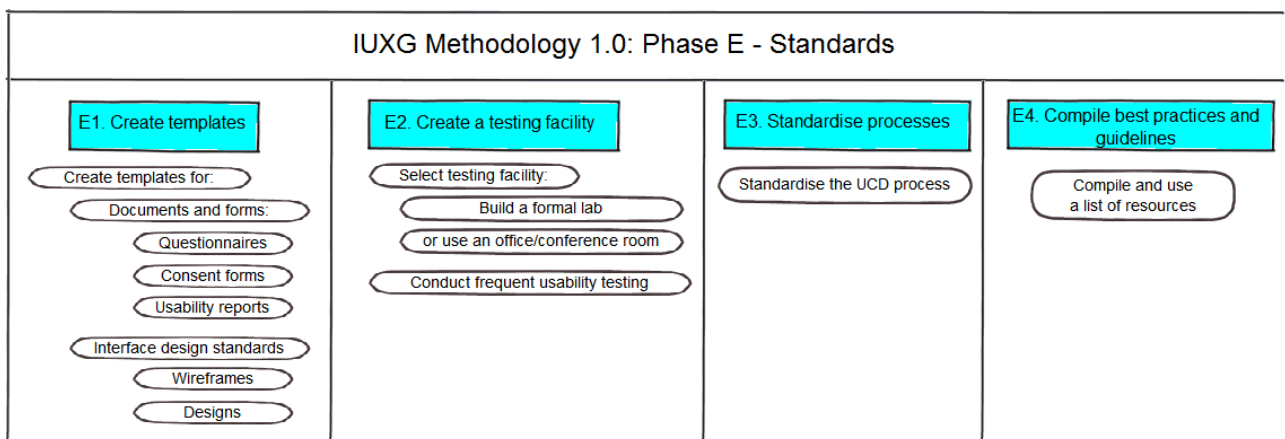 IUXG Methodology 1.0: Phase E - Standards
E1. Create templates
Create templates for:
Documents and forms:
Questionnaires
Consent forms
Usability reports
Interface design standards
Wireframes
Designs
E2. Create a testing facility
Select testing facility:
Build a formal lab
or use an office/conference room
Conduct frequent usability testing
E3. Standardise processes
Standardise the UCD process
E4. Compile best practices and
guidelines
Compile and use
a list of resources